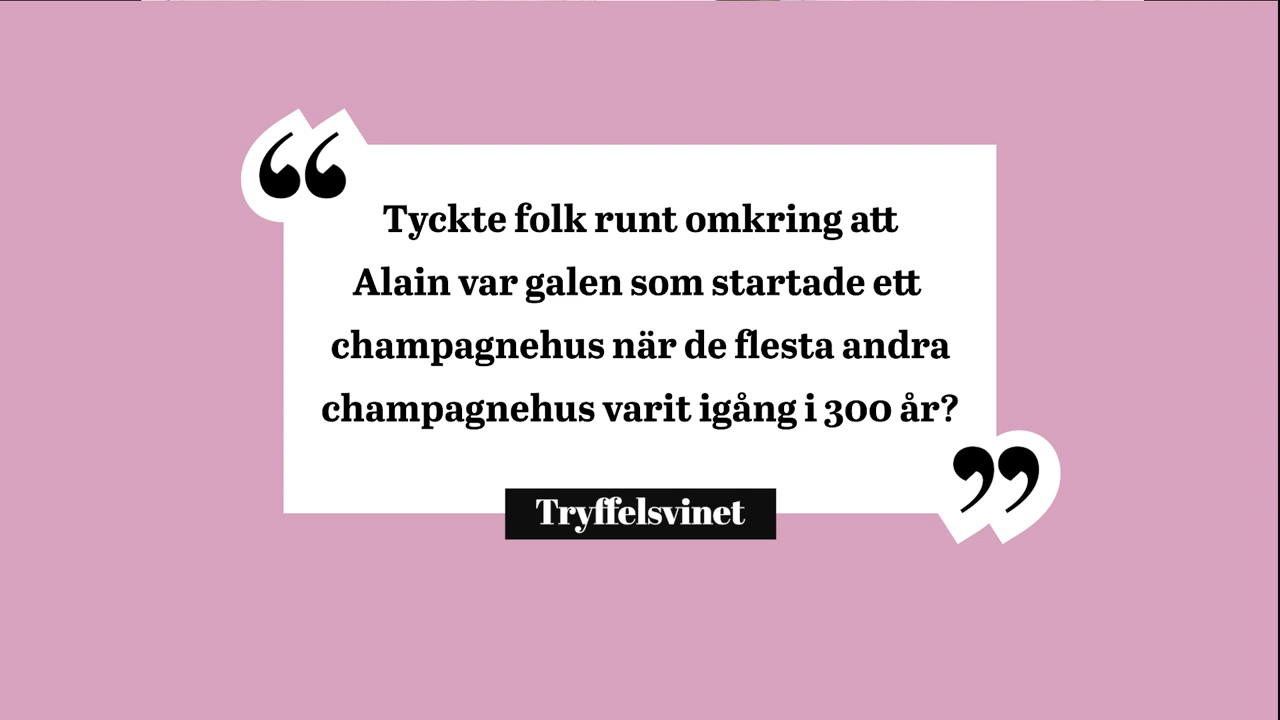 “
Tyckte folk runt omkring att
Alain var galen som startade ett
champagnehus när de flesta andra
champagnehus varit igång i 300 år?
”
Tryffelsvinet